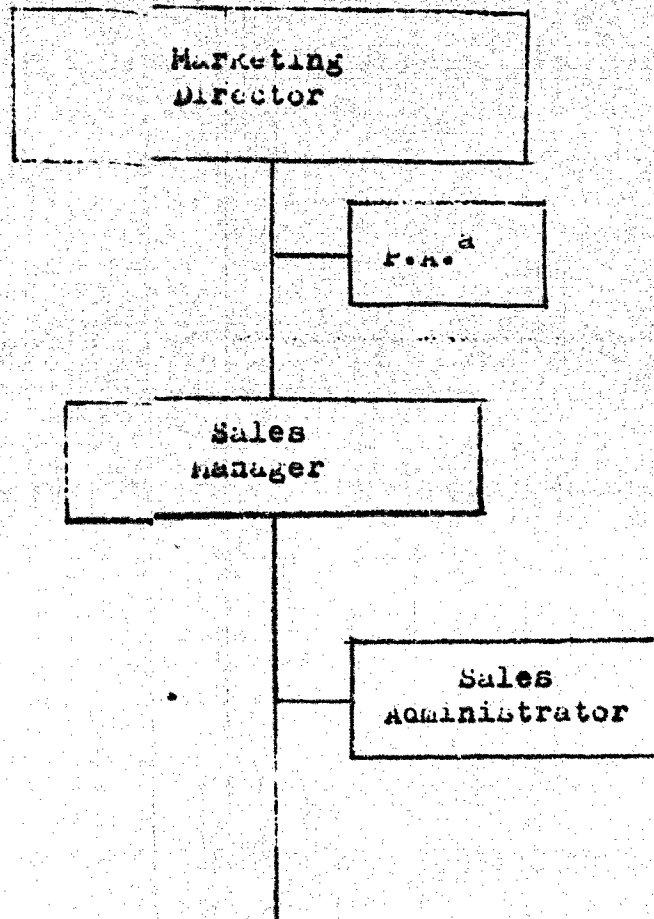 Marketing
Director
P.A.ᵃ
Sales
Manager
Sales
Administrator